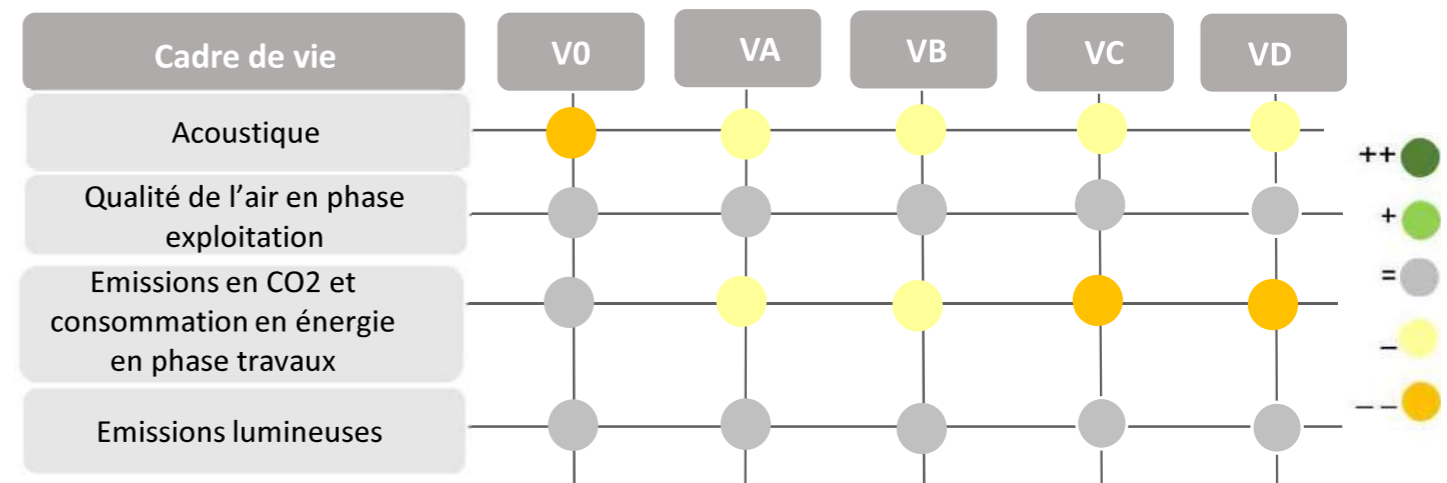 Cadre de vie
V0
VA
VB
VC
VD
Acoustique
Qualité de l’air en phase
exploitation
Emissions en CO2 et
consommation en énergie
en phase travaux
Emissions lumineuses
++
+
=
_
_ _